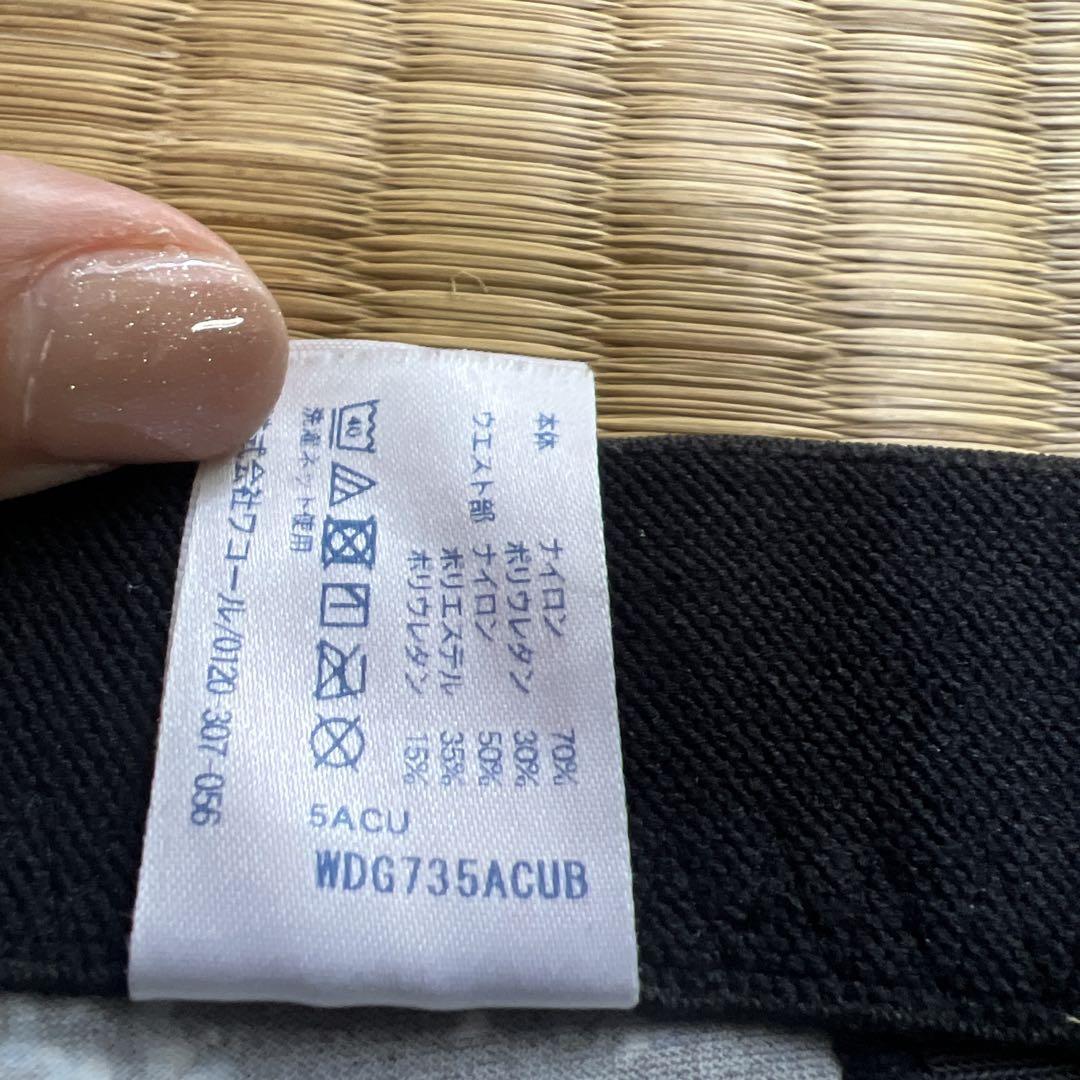 本体 ナイロン 70%
ポリウレタン 30%
ウエスト部 ナイロン 50%
ポリエステル 35%
ポリウレタン 15%
40
洗濯ネット使用
株式会社ワコール/0120-307-056
5ACU
WDG735ACUB